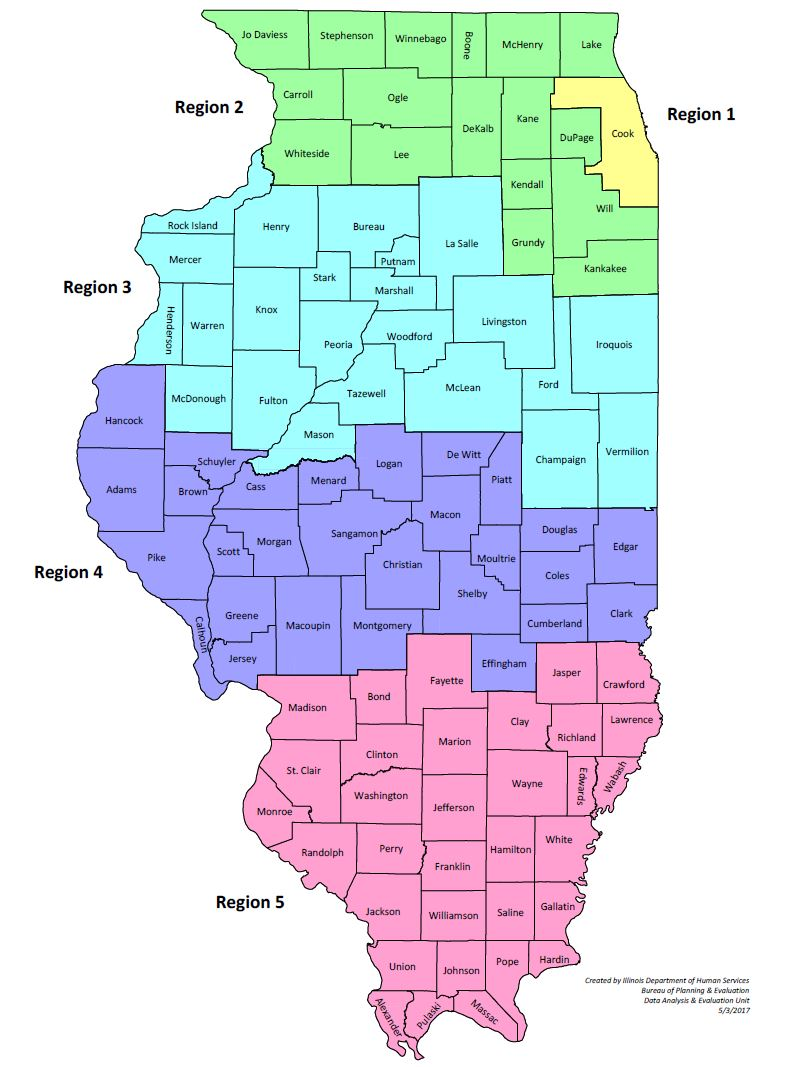 Jo Daviess
Stephenson
Winnebago
Boone
McHenry
Lake
Carroll
Ogle
Region 2
Region 1
Kane
DeKalb
DuPage
Cook
Whiteside
Lee
Kendall
Will
Rock Island
Henry
Bureau
La Salle
Grundy
Mercer
Putnam
Kankakee
Region 3
Stark
Marshall
Henderson
Warren
Knox
Peoria
Woodford
Livingston
Iroquois
McDonough
Fulton
Tazewell
McLean
Ford
Hancock
Mason
Champaign
Vermilion
Schuyler
Logan
De Witt
Adams
Brown
Cass
Menard
Piatt
Macon
Pike
Scott
Morgan
Sangamon
Christian
Moultrie
Douglas
Edgar
Region 4
Coles
Shelby
Calhoun
Greene
Macoupin
Montgomery
Cumberland
Clark
Jersey
Effingham
Fayette
Jasper
Crawford
Madison
Bond
Clay
Richland
Lawrence
Marion
St. Clair
Clinton
Wayne
Edwards
Wabash
Monroe
Washington
Jefferson
Randolph
Perry
Franklin
Hamilton
White
Region 5
Jackson
Williamson
Saline
Gallatin
Union
Johnson
Pope
Hardin
Alexander
Pulaski
Massac
Created by Illinois Department of Human Services
Bureau of Planning & Evaluation
Data Analysis & Evaluation Unit
5/3/2017